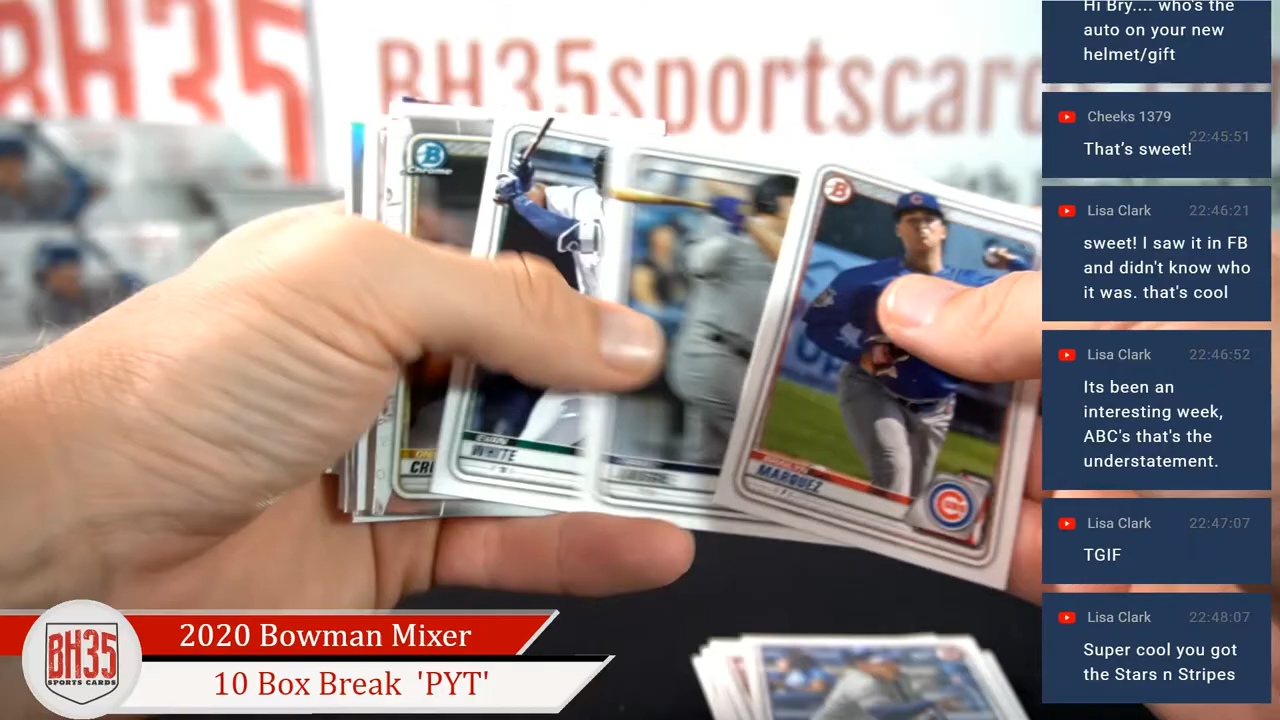 BH35
BH35sportscards
B
Chrome
CR
EVAN
WHITE
B
MARQUEZ
CUBS
BH35
SPORTS CARDS
2020 Bowman Mixer
10 Box Break 'PYT'
Hi Bry.... who's the
auto on your new
helmet/gift
Cheeks 1379
22:45:51
That's sweet!
Lisa Clark 22:46:21
sweet! I saw it in FB
and didn't know who
it was. that's cool
Lisa Clark 22:46:52
Its been an
interesting week,
ABC's that's the
understatement.
Lisa Clark 22:47:07
TGIF
Lisa Clark 22:48:07
Super cool you got
the Stars n Stripes